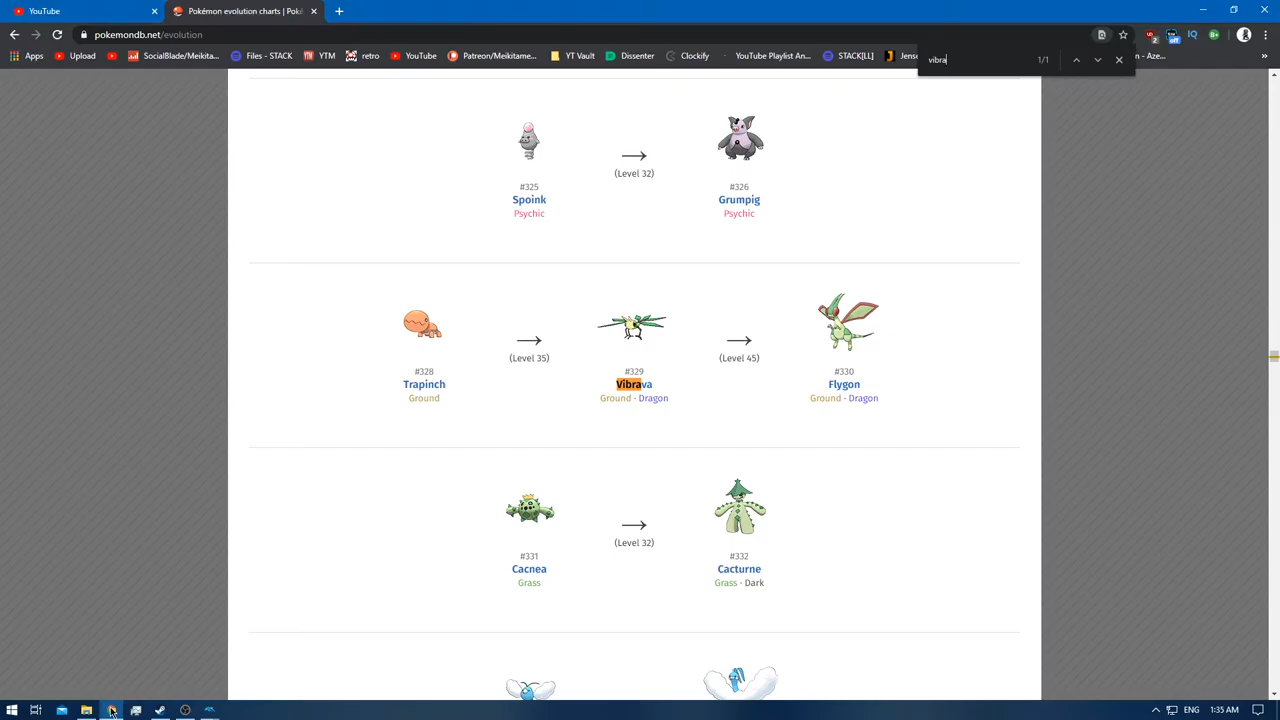 YouTube
Pokémon evolution charts | Pok
pokemondb.net/evolution
Apps
Upload
SocialBlade/Meikita...
Files - STACK
YTM
retro
YouTube
Patreon/Meikitame...
YT Vault
Dissenter
Clockify
YouTube Playlist An...
STACK[LL]
Jens
n - Aze...
vibra
1/1
#325
Spoink
Psychic
(Level 32)
#326
Grumpig
Psychic
#328
Trapinch
Ground
(Level 35)
#329
Vibrava
Ground · Dragon
(Level 45)
#330
Flygon
Ground · Dragon
#331
Cacnea
Grass
(Level 32)
#332
Cacturne
Grass · Dark
ENG
1:35 AM